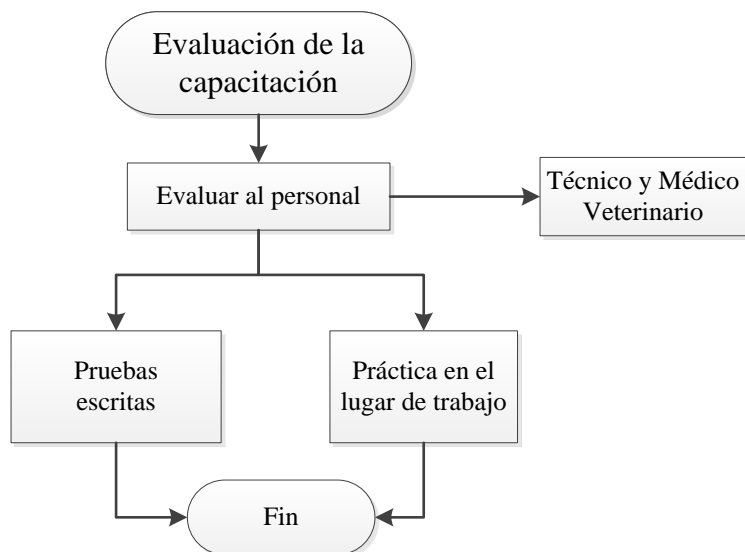 Evaluación de la
capacitación
Evaluar al personal
Técnico y Médico
Veterinario
Pruebas
escritas
Práctica en el
lugar de trabajo
Fin